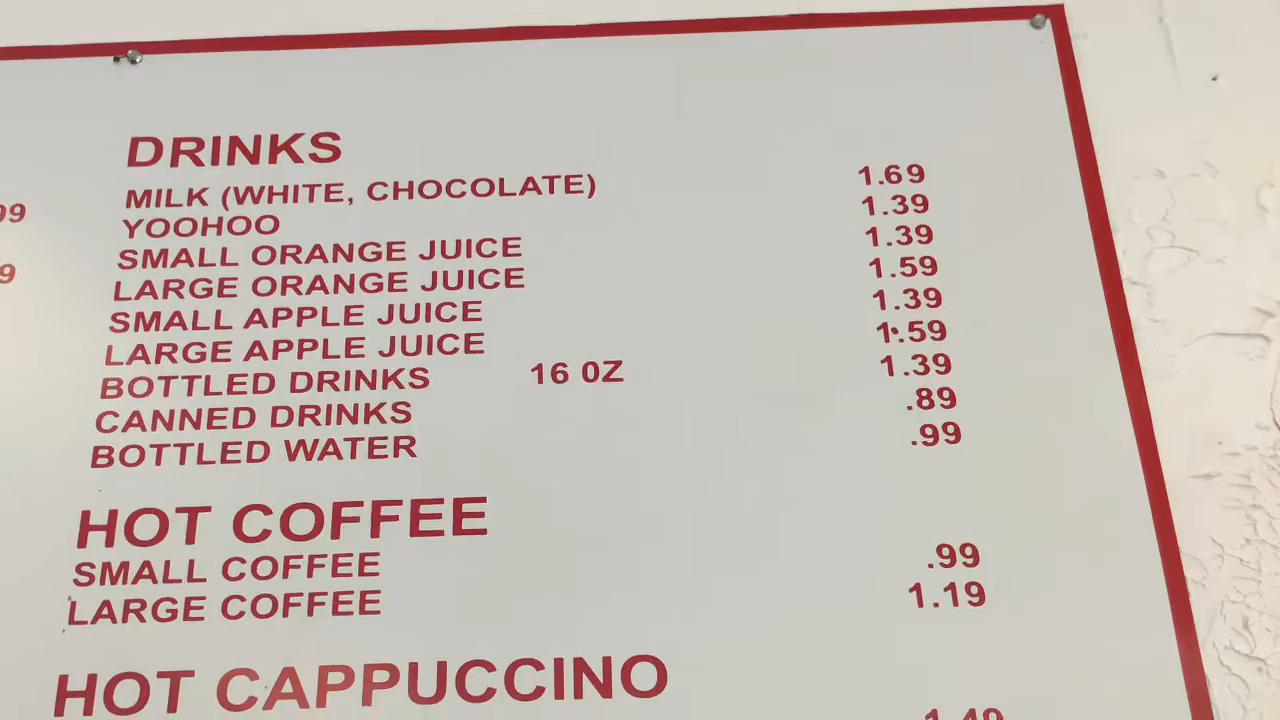 DRINKS
MILK (WHITE, CHOCOLATE) 1.69
YOOHOO 1.39
SMALL ORANGE JUICE 1.39
LARGE ORANGE JUICE 1.59
SMALL APPLE JUICE 1.39
LARGE APPLE JUICE 1.59
BOTTLED DRINKS 16 0Z 1.39
CANNED DRINKS .89
BOTTLED WATER .99
HOT COFFEE
SMALL COFFEE .99
LARGE COFFEE 1.19
HOT CAPPUCCINO